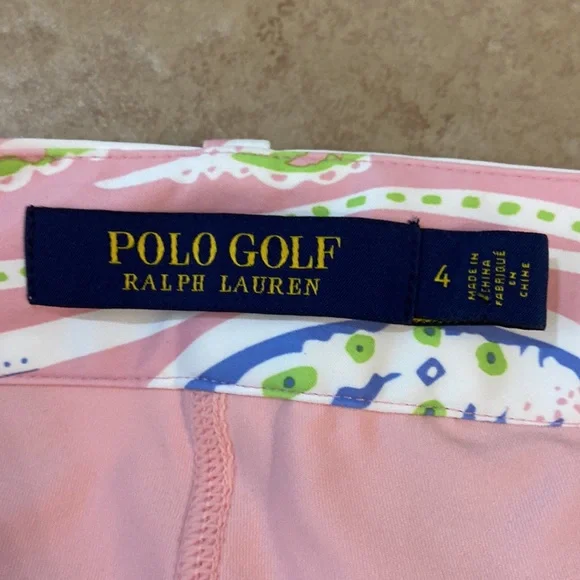 POLO GOLF
RALPH LAUREN
4
MADE IN
CHINA
FABRIQUÉ
EN
CHINE